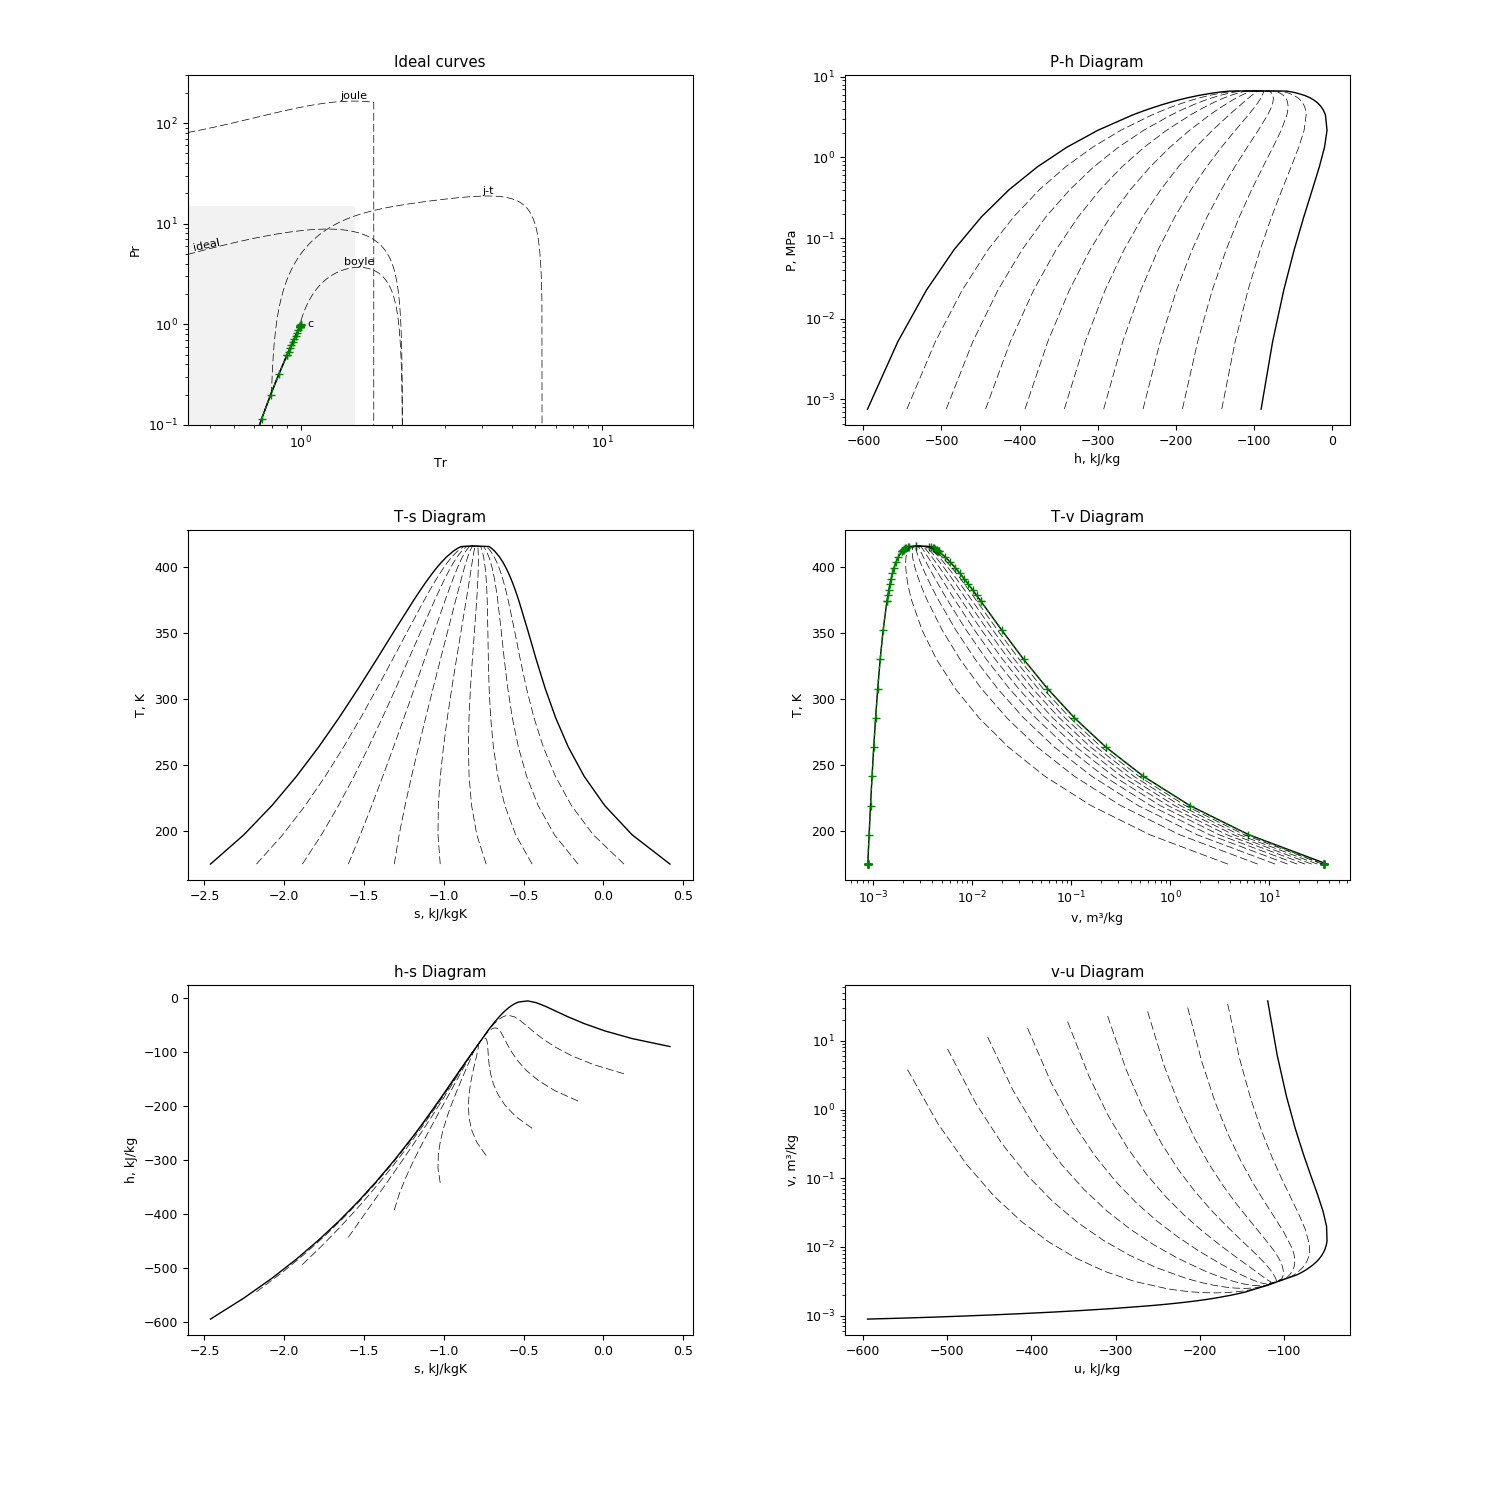 Ideal curves
10² 10¹ 10⁰ 10⁻¹
Pr
joule
j-t
ideal
boyle
c
10⁰ 10¹
Tr
P-h Diagram
10¹ 10⁰ 10⁻¹ 10⁻² 10⁻³
P, MPa
−600 −500 −400 −300 −200 −100 0
h, kJ/kg
T-s Diagram
400 350 300 250 200
T, K
−2.5 −2.0 −1.5 −1.0 −0.5 0.0 0.5
s, kJ/kgK
T-v Diagram
400 350 300 250 200
T, K
10⁻³ 10⁻² 10⁻¹ 10⁰ 10¹
v, m³/kg
h-s Diagram
0 −100 −200 −300 −400 −500 −600
h, kJ/kg
−2.5 −2.0 −1.5 −1.0 −0.5 0.0 0.5
s, kJ/kgK
v-u Diagram
10¹ 10⁰ 10⁻¹ 10⁻² 10⁻³
v, m³/kg
−600 −500 −400 −300 −200 −100
u, kJ/kg